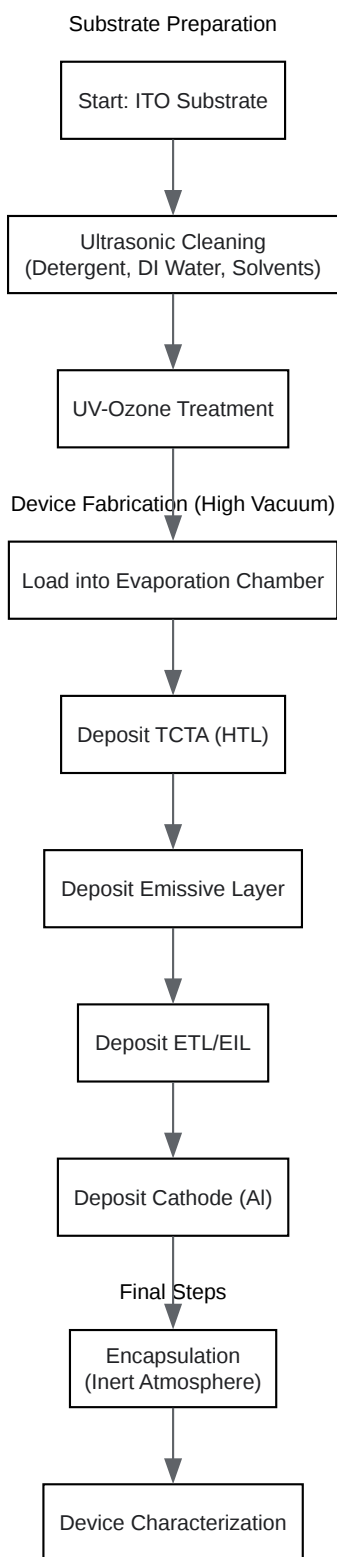 Substrate Preparation
Start: ITO Substrate
Ultrasonic Cleaning
(Detergent, DI Water, Solvents)
UV-Ozone Treatment
Device Fabrication (High Vacuum)
Load into Evaporation Chamber
Deposit TCTA (HTL)
Deposit Emissive Layer
Deposit ETL/EIL
Deposit Cathode (Al)
Final Steps
Encapsulation
(Inert Atmosphere)
Device Characterization